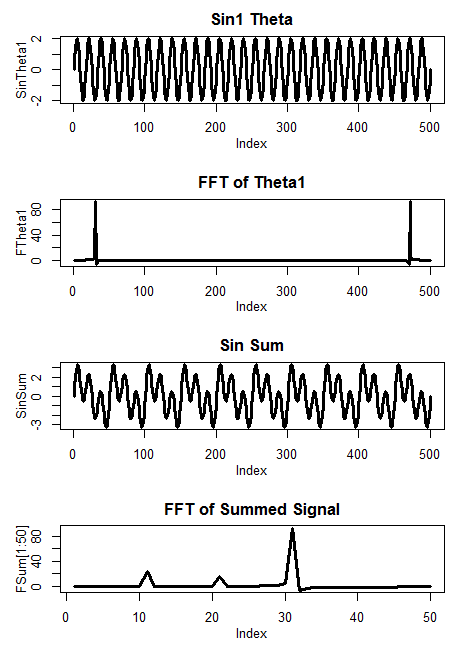 Sin1 Theta
SinTheta1
2
0
-2
0 100 200 300 400 500
Index
FFT of Theta1
FTheta1
80
40
0
0 100 200 300 400 500
Index
Sin Sum
SinSum
2
0
-3
0 100 200 300 400 500
Index
FFT of Summed Signal
FSum[1:50]
80
40
0
0 10 20 30 40 50
Index